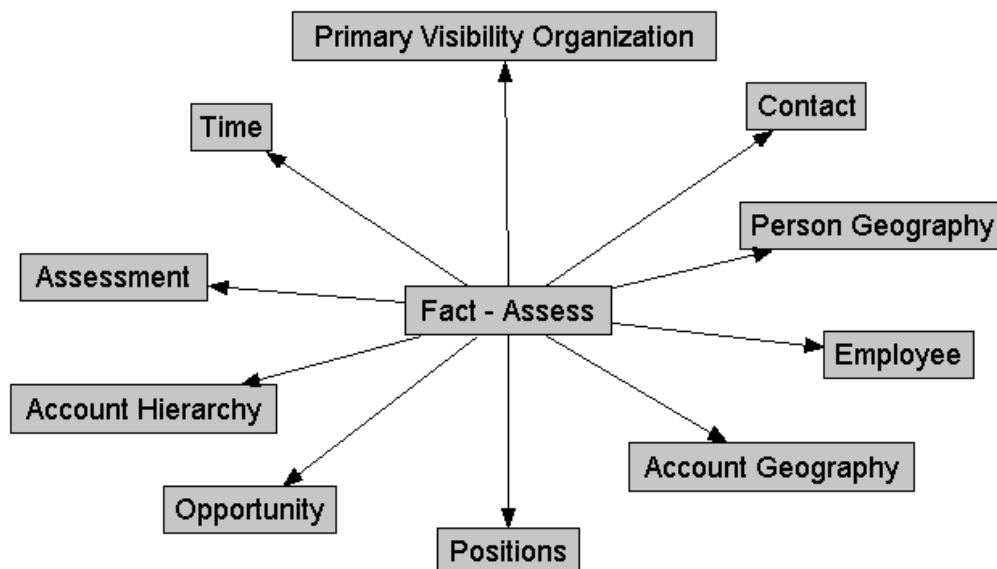 Primary Visibility Organization
Contact
Time
Person Geography
Assessment
Fact - Assess
Employee
Account Hierarchy
Account Geography
Opportunity
Positions